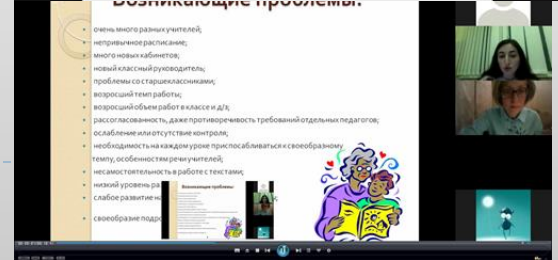 Возникающие проблемы:
очень много разных учителей;
непривычное расписание;
много новых кабинетов;
новый классный руководитель;
проблемы со старшеклассниками;
возросший темп работы;
возросший объем работ в классе и д/з;
рассогласованность, даже противоречивость требований отдельных педагогов;
ослабление или отсутствие контроля;
необходимость на каждом уроке приспосабливаться к своеобразному
темпу, особенностям речи учителей;
несамостоятельность в работе с текстами;
низкий уровень ра
слабое развитие на
своеобразие подро
Возникающие проблемы: